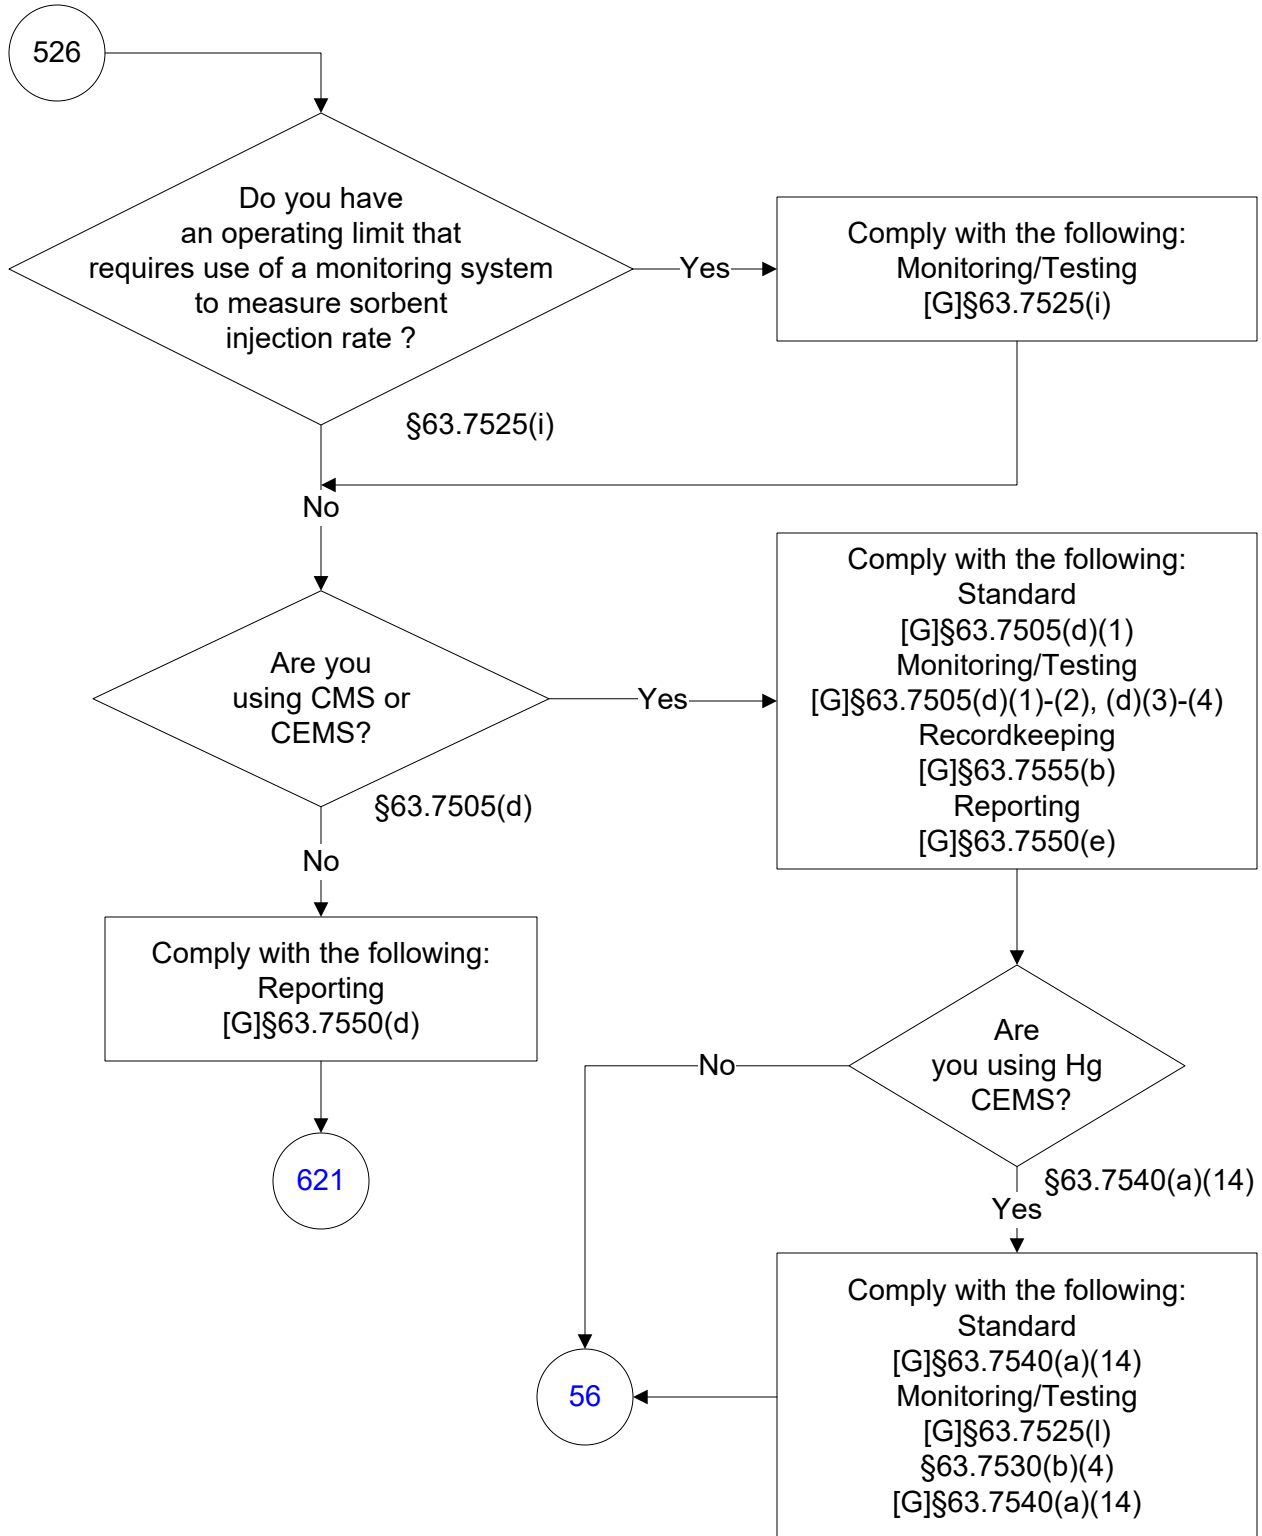 526
Do you have
an operating limit that
requires use of a monitoring system
to measure sorbent
injection rate ?
Yes
Comply with the following:
Monitoring/Testing
[G]§63.7525(i)
§63.7525(i)
No
Are you
using CMS or
CEMS?
Yes
Comply with the following:
Standard
[G]§63.7505(d)(1)
Monitoring/Testing
[G]§63.7505(d)(1)-(2), (d)(3)-(4)
Recordkeeping
[G]§63.7555(b)
Reporting
[G]§63.7550(e)
§63.7505(d)
No
Comply with the following:
Reporting
[G]§63.7550(d)
621
Are
you using Hg
CEMS?
No
§63.7540(a)(14)
Yes
Comply with the following:
Standard
[G]§63.7540(a)(14)
Monitoring/Testing
[G]§63.7525(l)
§63.7530(b)(4)
[G]§63.7540(a)(14)
56